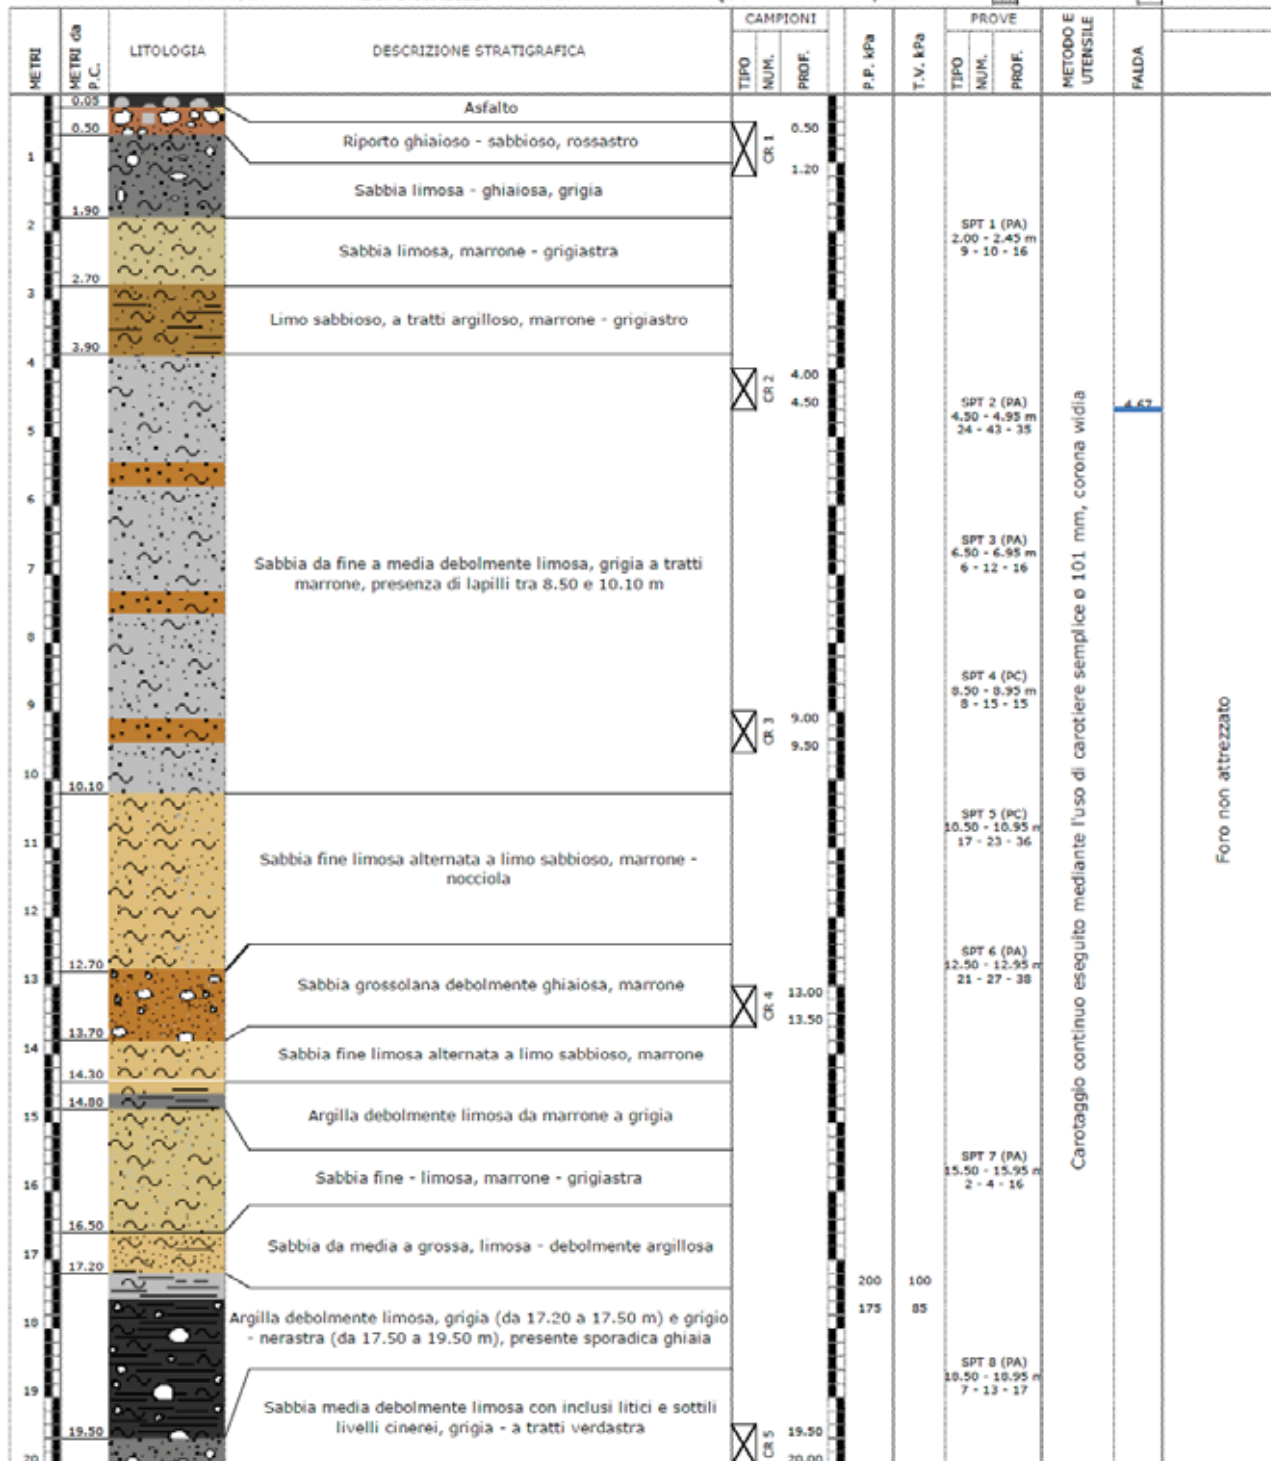 CAMPIONI
PROVE
METRI
METRI da P.C.
LITOLOGIA
DESCRIZIONE STRATIGRAFICA
TIPO
NUM.
PROF.
P.P. kPa
T.V. kPa
TIPO
NUM.
PROF.
METODO E UTENSILE
FALDA
0.05
Asfalto
0.50
Riporto ghiaioso - sabbioso, rossastro
CR 1
0.50
1.20
1
Sabbia limosa - ghiaiosa, grigia
1.90
2
Sabbia limosa, marrone - grigiastra
SPT 1 (PA)
2.00 - 2.45 m
9 - 10 - 16
2.70
3
Limo sabbioso, a tratti argilloso, marrone - grigiastro
3.90
4
CR 2
4.00
4.50
SPT 2 (PA)
4.50 - 4.95 m
24 - 43 - 35
4.67
5
6
SPT 3 (PA)
6.50 - 6.95 m
6 - 12 - 16
Sabbia da fine a media debolmente limosa, grigia a tratti
marrone, presenza di lapilli tra 8.50 e 10.10 m
7
8
SPT 4 (PC)
8.50 - 8.95 m
8 - 15 - 15
9
CR 3
9.00
9.50
10
10.10
SPT 5 (PC)
10.50 - 10.95 m
17 - 23 - 36
11
Sabbia fine limosa alternata a limo sabbioso, marrone -
nocciola
12
12.70
SPT 6 (PA)
12.50 - 12.95 m
21 - 27 - 38
13
Sabbia grossolana debolmente ghiaiosa, marrone
CR 4
13.00
13.50
13.70
14
Sabbia fine limosa alternata a limo sabbioso, marrone
14.30
14.80
15
Argilla debolmente limosa da marrone a grigia
SPT 7 (PA)
15.50 - 15.95 m
2 - 4 - 16
16
Sabbia fine - limosa, marrone - grigiastra
16.50
17
Sabbia da media a grossa, limosa - debolmente argillosa
17.20
200
100
175
85
18
Argilla debolmente limosa, grigia (da 17.20 a 17.50 m) e grigio
- nerastra (da 17.50 a 19.50 m), presente sporadica ghiaia
SPT 8 (PA)
18.50 - 18.95 m
7 - 13 - 17
19
Sabbia media debolmente limosa con inclusi litici e sottili
livelli cinerei, grigia - a tratti verdastra
19.50
CR 5
19.50
20.00
20
Carotaggio continuo eseguito mediante l'uso di carotiere semplice ø 101 mm, corona widia
Foro non attrezzato